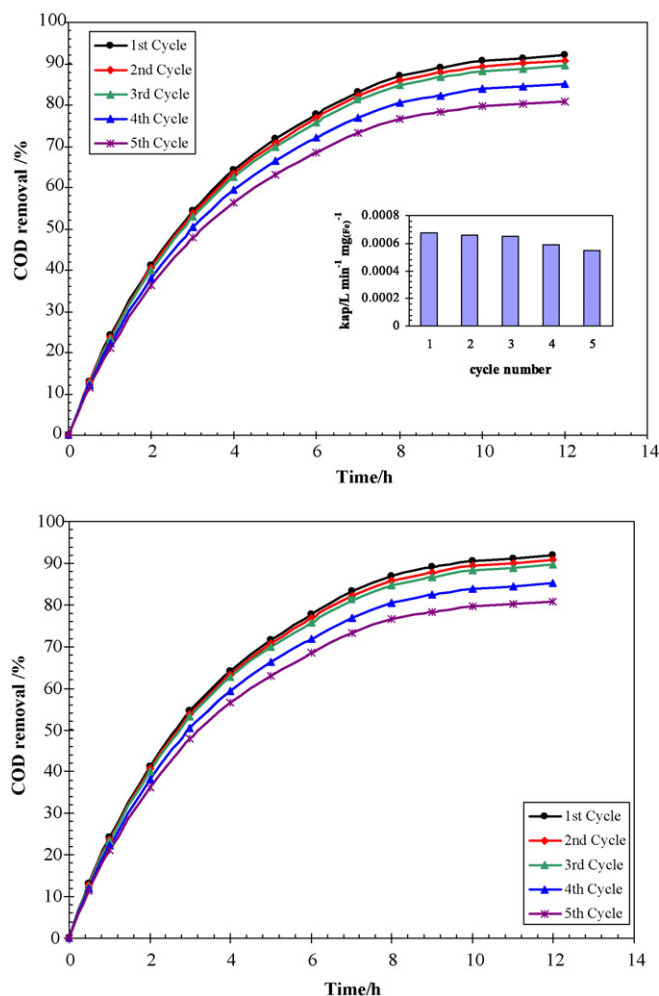 100
90
80
70
60
50
40
30
20
10
0
COD removal /%
1st Cycle
2nd Cycle
3rd Cycle
4th Cycle
5th Cycle
kap/L min⁻¹ mg(Fe)⁻¹
0.0008
0.0006
0.0004
0.0002
0
1 2 3 4 5
cycle number
0 2 4 6 8 10 12 14
Time/h
100
90
80
70
60
50
40
30
20
10
0
COD removal /%
1st Cycle
2nd Cycle
3rd Cycle
4th Cycle
5th Cycle
0 2 4 6 8 10 12 14
Time/h